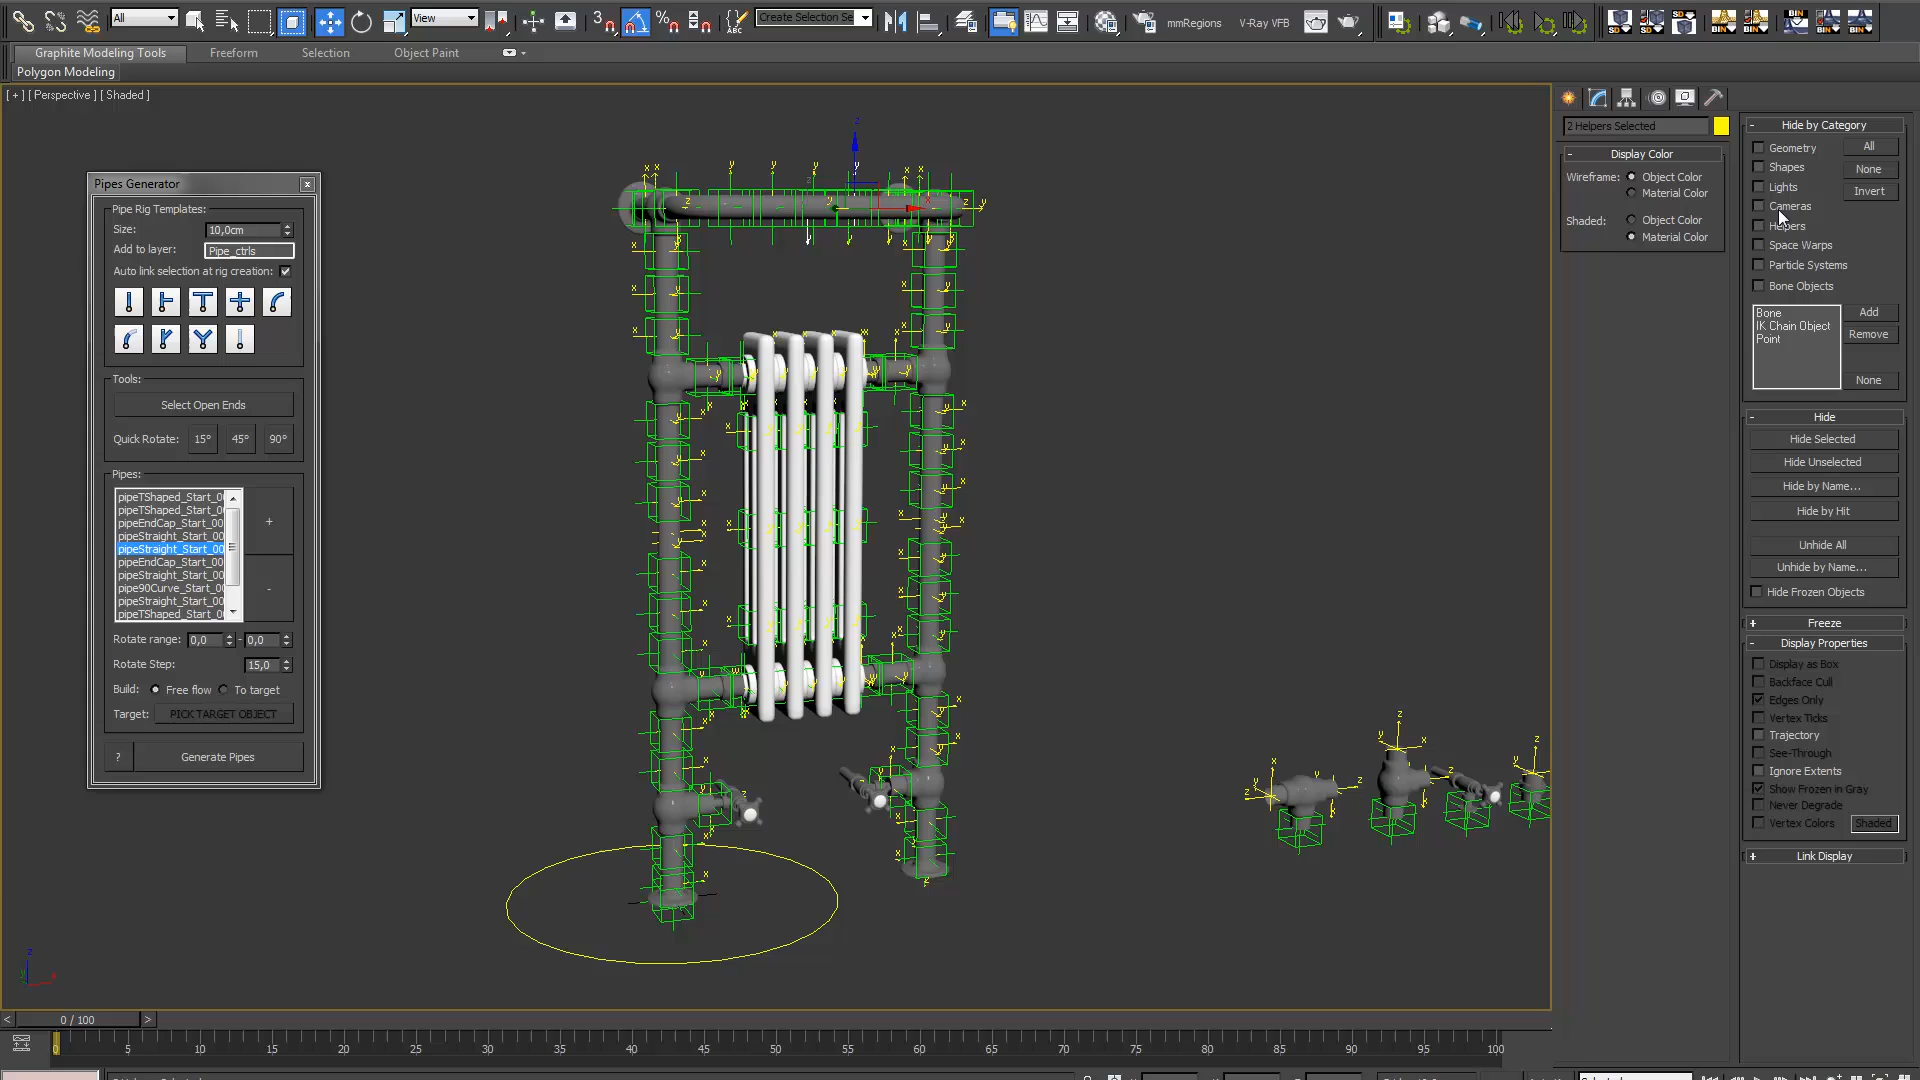 All
View
Create Selection Se
mmRegions
V-Ray VFB
Graphite Modeling Tools
Freeform
Selection
Object Paint
Polygon Modeling
[ + ] [ Perspective ] [ Shaded ]
Pipes Generator
Pipe Rig Templates:
Size: 10,0cm
Add to layer: Pipe_ctrls
Auto link selection at rig creation:
Tools:
Select Open Ends
Quick Rotate: 15° 45° 90°
Pipes:
pipeTShaped_Start_0
pipeTShaped_Start_0
pipeEndCap_Start_00
pipeStraight_Start_00
pipeStraight_Start_00
pipeEndCap_Start_00
pipeStraight_Start_00
pipe90Curve_Start_00
pipeStraight_Start_00
pipeTShaped_Start_0
+
-
Rotate range: 0,0 - 0,0
Rotate Step: 15,0
Build: Free flow To target
Target: PICK TARGET OBJECT
? Generate Pipes
2 Helpers Selected
- Display Color
Wireframe: Object Color
Material Color
Shaded: Object Color
Material Color
- Hide by Category
Geometry All
Shapes None
Lights Invert
Cameras
Helpers
Space Warps
Particle Systems
Bone Objects
Bone
IK Chain Object
Point
Add
Remove
None
- Hide
Hide Selected
Hide Unselected
Hide by Name...
Hide by Hit
Unhide All
Unhide by Name...
Hide Frozen Objects
+ Freeze
- Display Properties
Display as Box
Backface Cull
Edges Only
Vertex Ticks
Trajectory
See-Through
Ignore Extents
Show Frozen in Gray
Never Degrade
Vertex Colors Shaded
+ Link Display
< 0 / 100 >
0 5 10 15 20 25 30 35 40 45 50 55 60 65 70 75 80 85 90 95 100